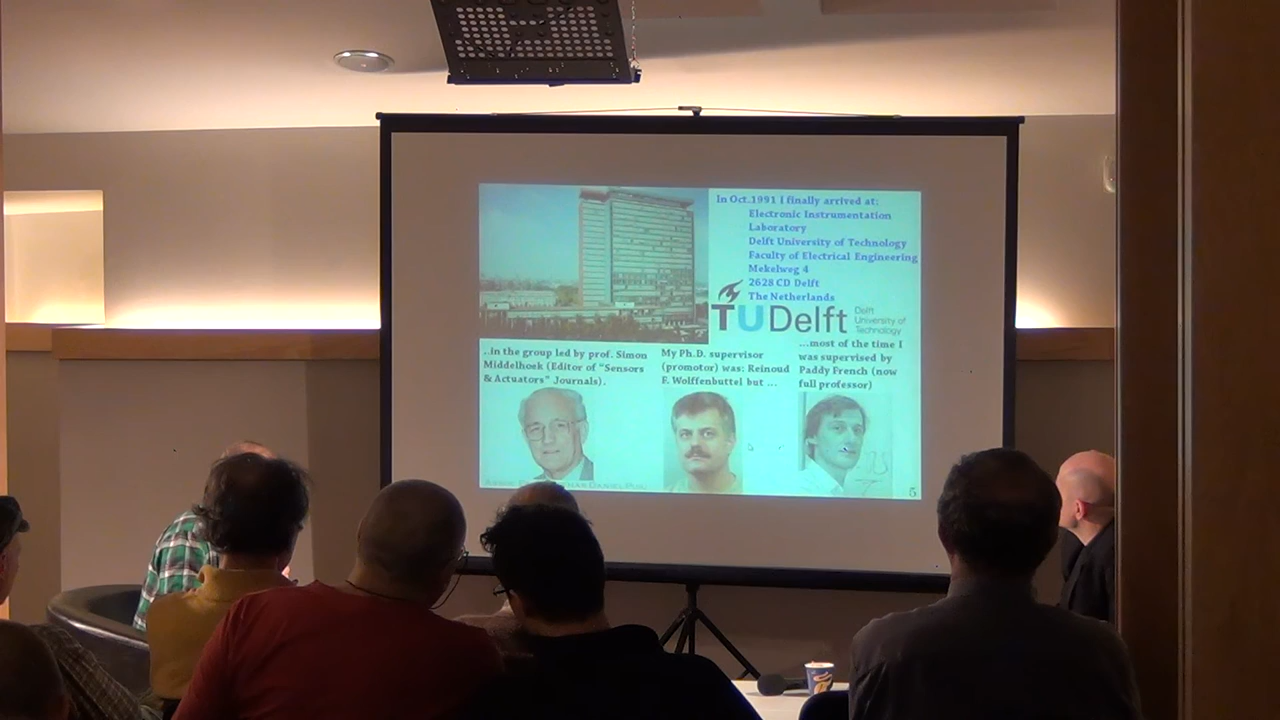 In Oct.1991 I finally arrived at:
Electronic Instrumentation
Laboratory
Delft University of Technology
Faculty of Electrical Engineering
Mekelweg 4
2628 CD Delft
The Netherlands
TUDelft
Delft
University of
Technology
..in the group led by prof. Simon
Middelhoek (Editor of "Sensors
& Actuators" Journals).
My Ph.D. supervisor
(promotor) was: Reinoud
F. Wolffenbuttel but ...
...most of the time I
was supervised by
Paddy French (now
full professor)
5